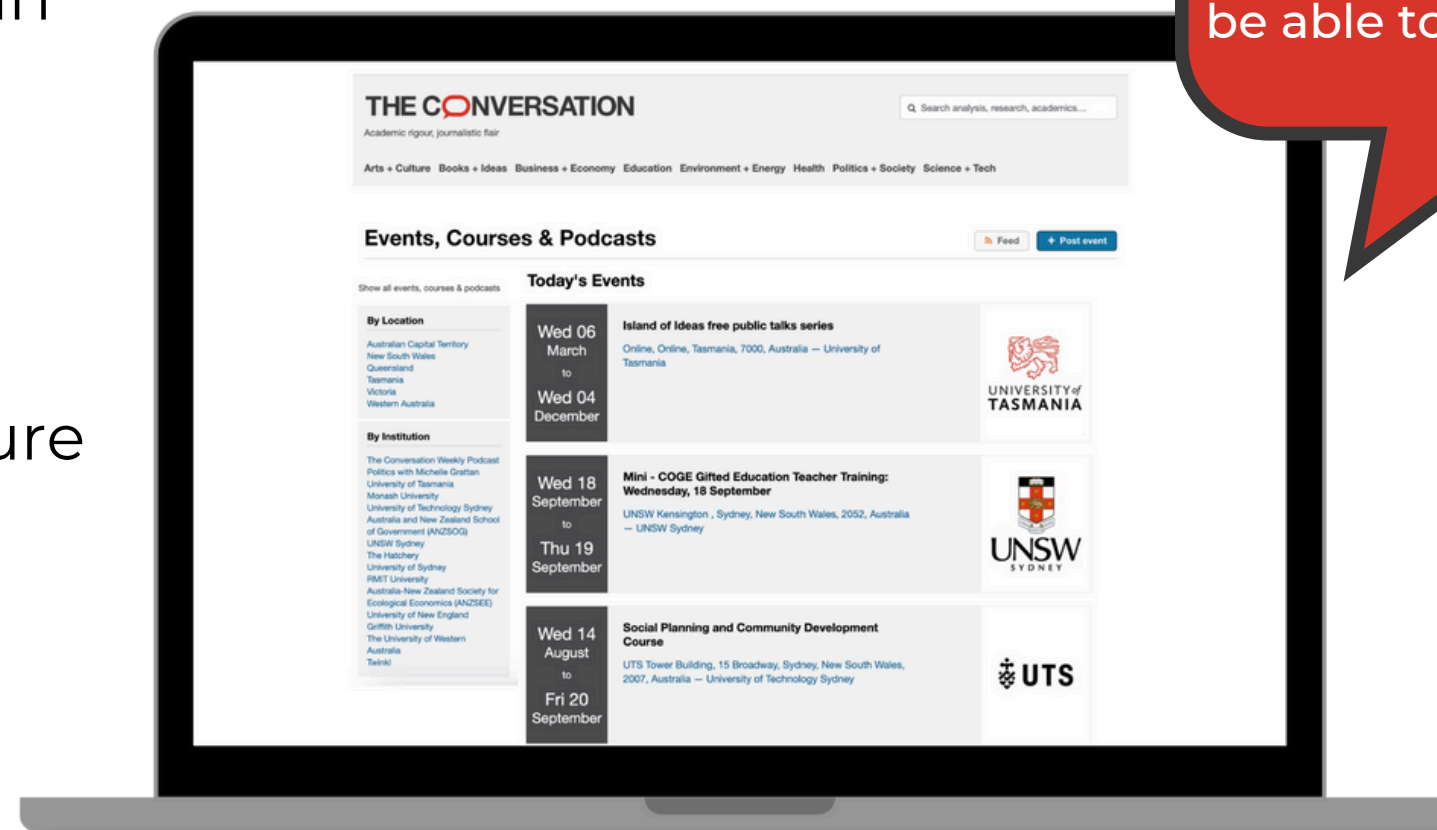 in
ure
be able to
THE CONVERSATION
Academic rigour, journalistic flair
Search analysis, research, academics...
Arts + Culture Books + Ideas Business + Economy Education Environment + Energy Health Politics + Society Science + Tech
Events, Courses & Podcasts
Feed
+ Post event
Show all events, courses & podcasts
By Location
Australian Capital Territory
New South Wales
Queensland
Tasmania
Victoria
Western Australia
By Institution
The Conversation Weekly Podcast
Politics with Michelle Grattan
University of Tasmania
Monash University
University of Technology Sydney
Australia and New Zealand School
of Government (ANZSOG)
UNSW Sydney
The Hatchery
University of Sydney
RMIT University
Australia-New Zealand Society for
Ecological Economics (ANZSEE)
University of New England
Griffith University
The University of Western
Australia
Twinkl
Today's Events
Wed 06
March
to
Wed 04
December
Island of Ideas free public talks series
Online, Online, Tasmania, 7000, Australia — University of
Tasmania
UNIVERSITY of
TASMANIA
Wed 18
September
to
Thu 19
September
Mini - COGE Gifted Education Teacher Training:
Wednesday, 18 September
UNSW Kensington , Sydney, New South Wales, 2052, Australia
— UNSW Sydney
UNSW
SYDNEY
Wed 14
August
to
Fri 20
September
Social Planning and Community Development
Course
UTS Tower Building, 15 Broadway, Sydney, New South Wales,
2007, Australia — University of Technology Sydney
UTS